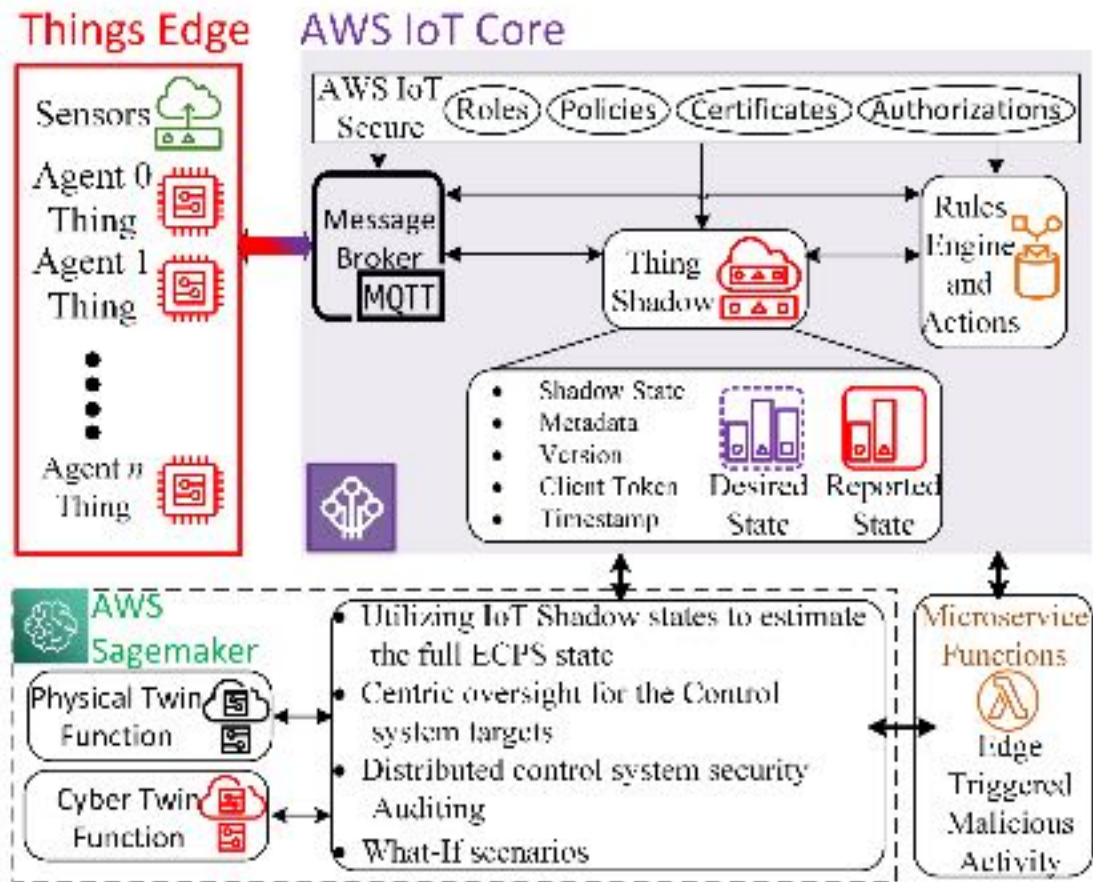 Things Edge
AWS IoT Core
Sensors
Agent 0
Thing
Agent 1
Thing
Agent n
Thing
AWS IoT
Secure
Roles
Policies
Certificates
Authorizations
Message
Broker
MQTT
Thing
Shadow
Rules
Engine
and
Actions
• Shadow State
• Metadata
• Version
• Client Token
• Timestamp
Desired
State
Reported
State
AWS
Sagemaker
Physical Twin
Function
Cyber Twin
Function
• Utilizing IoT Shadow states to estimate
the full ECPS state
• Centric oversight for the Control
system targets
• Distributed control system security
Auditing
• What-If scenarios
Microservice
Functions
λ
Edge
Triggered
Malicious
Activity